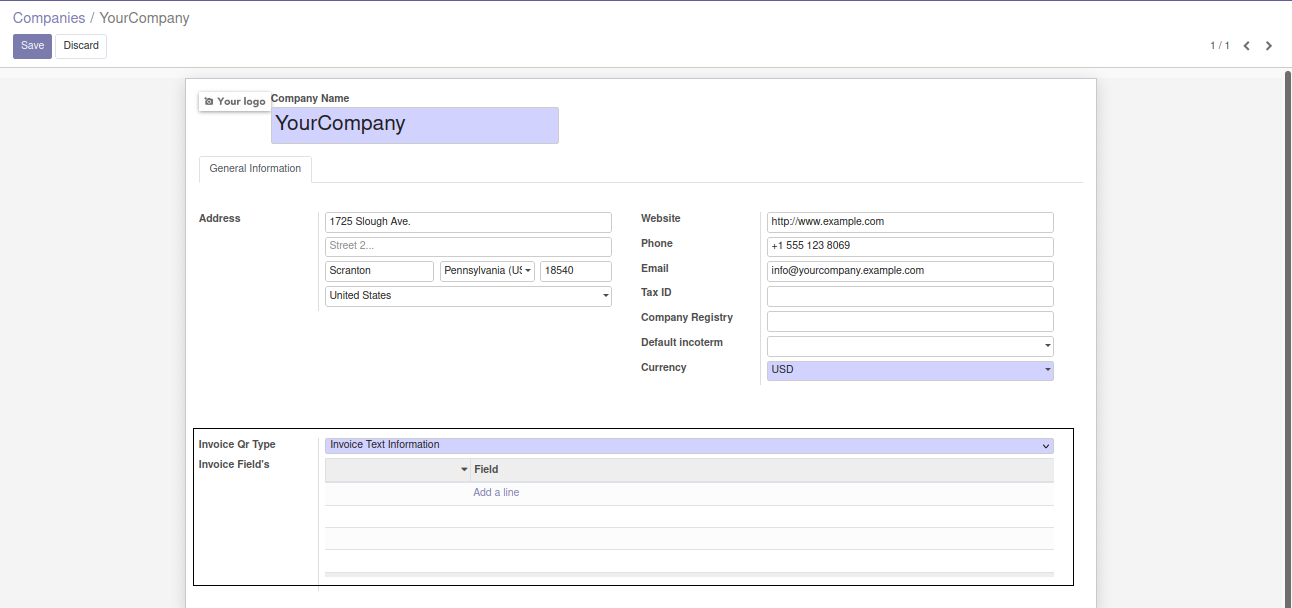 Companies / YourCompany
Save Discard 1 / 1
Your logo
Company Name
YourCompany
General Information
Address
1725 Slough Ave.
Street 2...
Scranton Pennsylvania (US 18540
United States
Website http://www.example.com
Phone +1 555 123 8069
Email info@yourcompany.example.com
Tax ID
Company Registry
Default incoterm
Currency USD
Invoice Qr Type Invoice Text Information
Invoice Field's
Field
Add a line